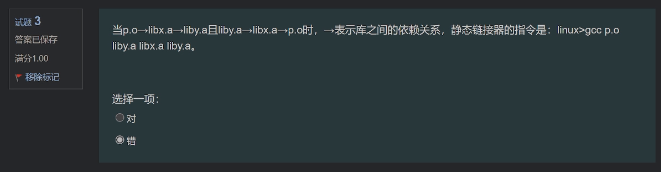 试题 3
答案已保存
满分1.00
移除标记
当p.o→libx.a→liby.a且liby.a→libx.a→p.o时，→表示库之间的依赖关系，静态链接器的指令是：linux>gcc p.o
liby.a libx.a liby.a。
选择一项：
对
错